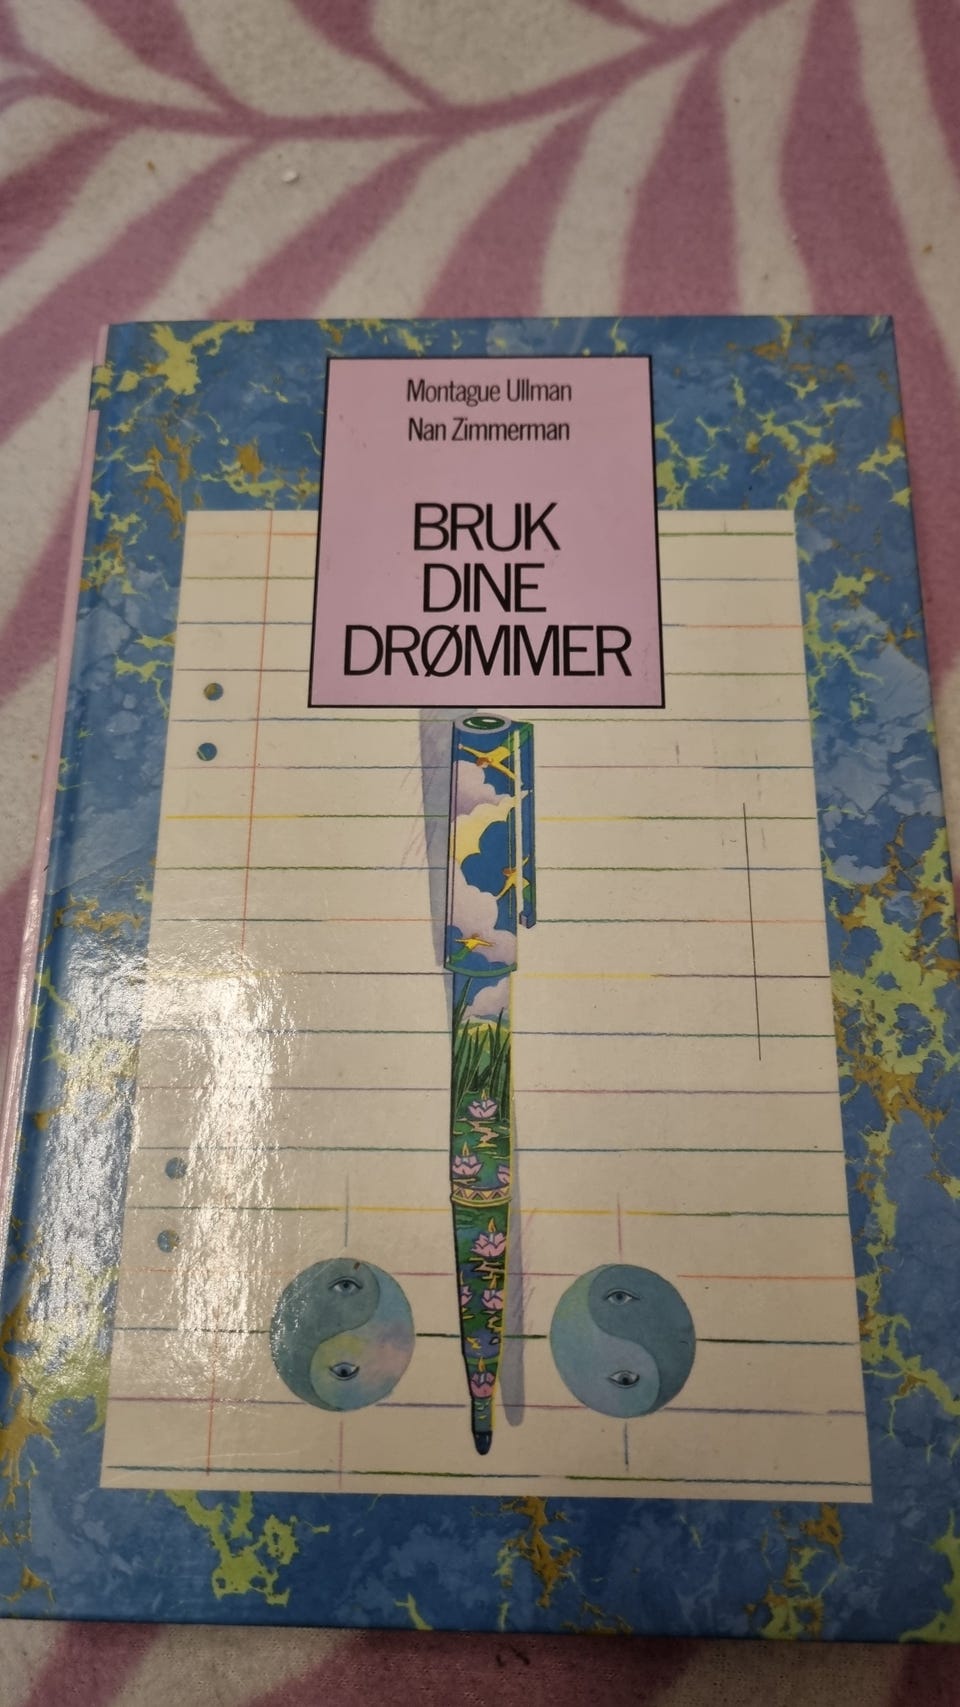 Montague Ullman
Nan Zimmerman
BRUK
DINE
DRØMMER